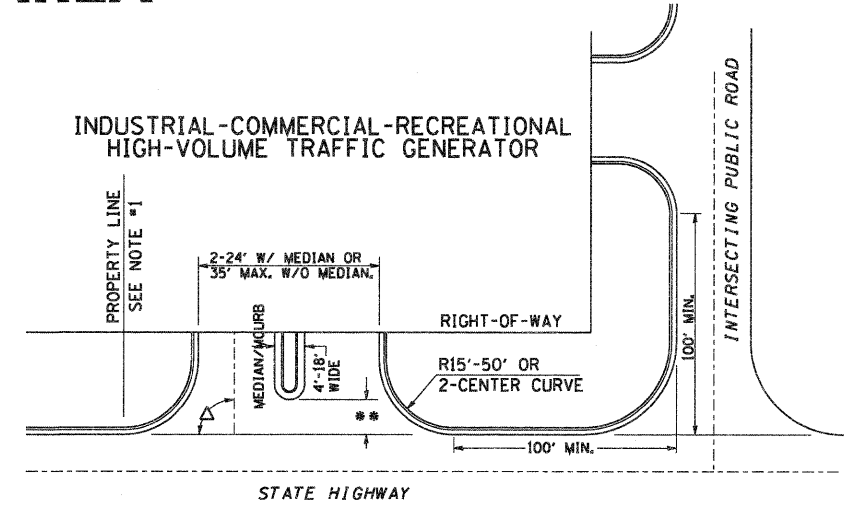 INDUSTRIAL-COMMERCIAL-RECREATIONAL
HIGH-VOLUME TRAFFIC GENERATOR
PROPERTY LINE
SEE NOTE #1
2-24' W/ MEDIAN OR
35' MAX. W/O MEDIAN.
MEDIAN/MOURB
4'-18'
WIDE
RIGHT-OF-WAY
R15'-50' OR
2-CENTER CURVE
△
**
100' MIN.
100' MIN.
INTERSECTING PUBLIC ROAD
STATE HIGHWAY